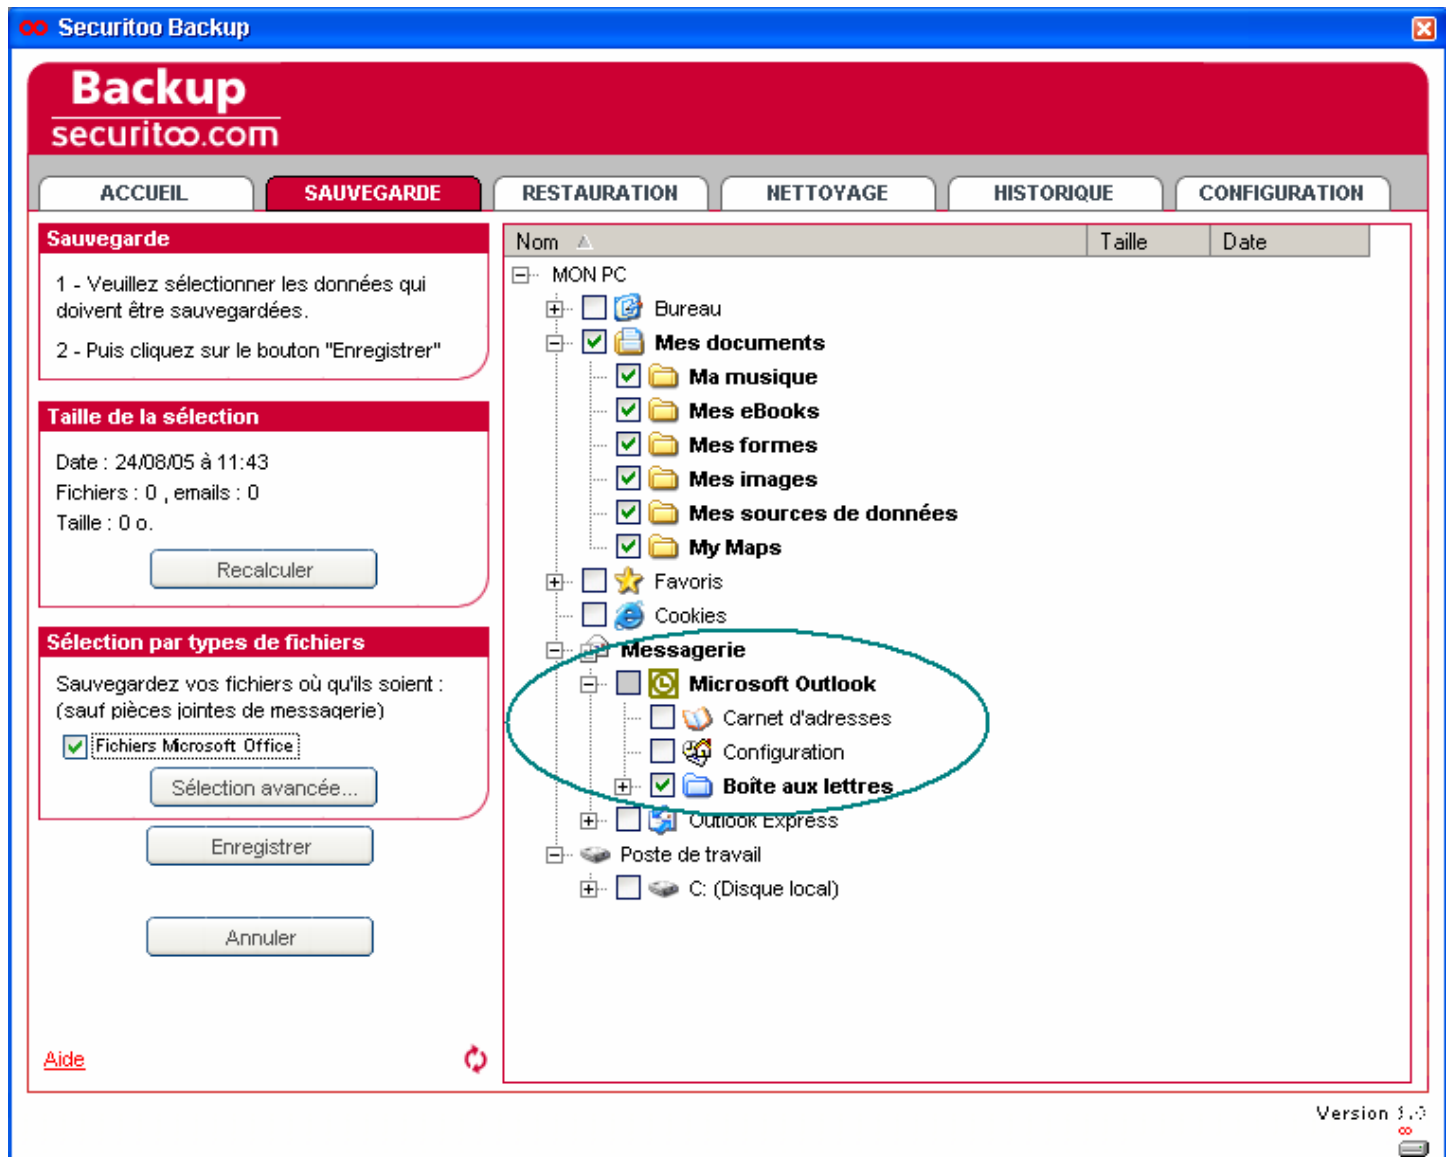 Securitoo Backup
Backup
securitoo.com
ACCUEIL
SAUVEGARDE
RESTAURATION
NETTOYAGE
HISTORIQUE
CONFIGURATION
Sauvegarde
1 - Veuillez sélectionner les données qui
doivent être sauvegardées.
2 - Puis cliquez sur le bouton "Enregistrer"
Taille de la sélection
Date : 24/08/05 à 11:43
Fichiers : 0 , emails : 0
Taille : 0 o.
Recalculer
Sélection par types de fichiers
Sauvegardez vos fichiers où qu'ils soient :
(sauf pièces jointes de messagerie)
Fichiers Microsoft Office
Sélection avancée...
Enregistrer
Annuler
Aide
Nom
Taille
Date
MON PC
Bureau
Mes documents
Ma musique
Mes eBooks
Mes formes
Mes images
Mes sources de données
My Maps
Favoris
Cookies
Messagerie
Microsoft Outlook
Carnet d'adresses
Configuration
Boîte aux lettres
Outlook Express
Poste de travail
C: (Disque local)
Version